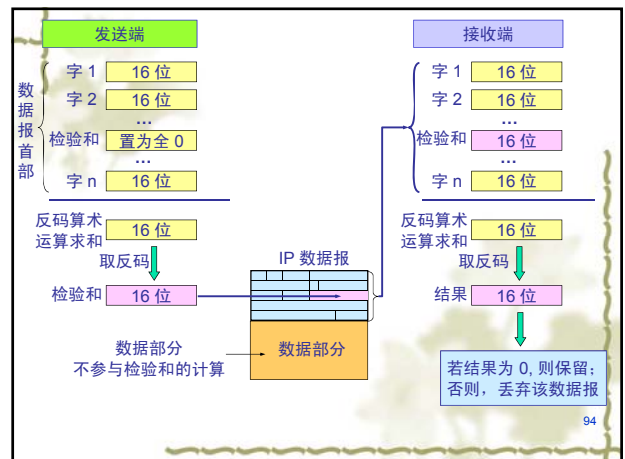 发送端
数据报首部
字 1
16 位
字 2
16 位
...
检验和
置为全 0
...
字 n
16 位
反码算术
运算求和
16 位
取反码
检验和
16 位
数据部分
不参与检验和的计算
IP 数据报
数据部分
接收端
字 1
16 位
字 2
16 位
...
检验和
16 位
...
字 n
16 位
反码算术
运算求和
16 位
取反码
结果
16 位
若结果为 0, 则保留;
否则，丢弃该数据报
94